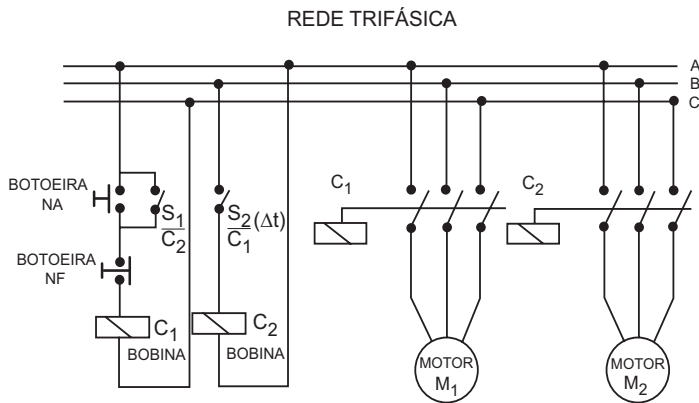 REDE TRIFÁSICA
A
B
C
BOTOEIRA
NA
S1
C2
S2(Δt)
C1
C1
C2
BOTOEIRA
NF
C1
BOBINA
C2
BOBINA
MOTOR
M1
MOTOR
M2